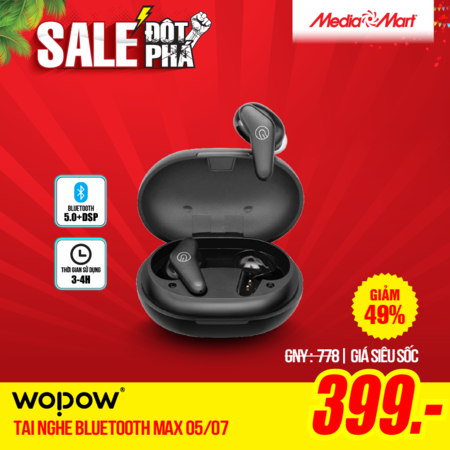 SALE ĐỘT PHÁ
MediaMart®
BLUETOOTH
5.0+DSP
THỜI GIAN SỬ DỤNG
3-4H
GIẢM
49%
GNY : 778 | GIÁ SIÊU SỐC
399.-
wopow®
TAI NGHE BLUETOOTH MAX 05/07